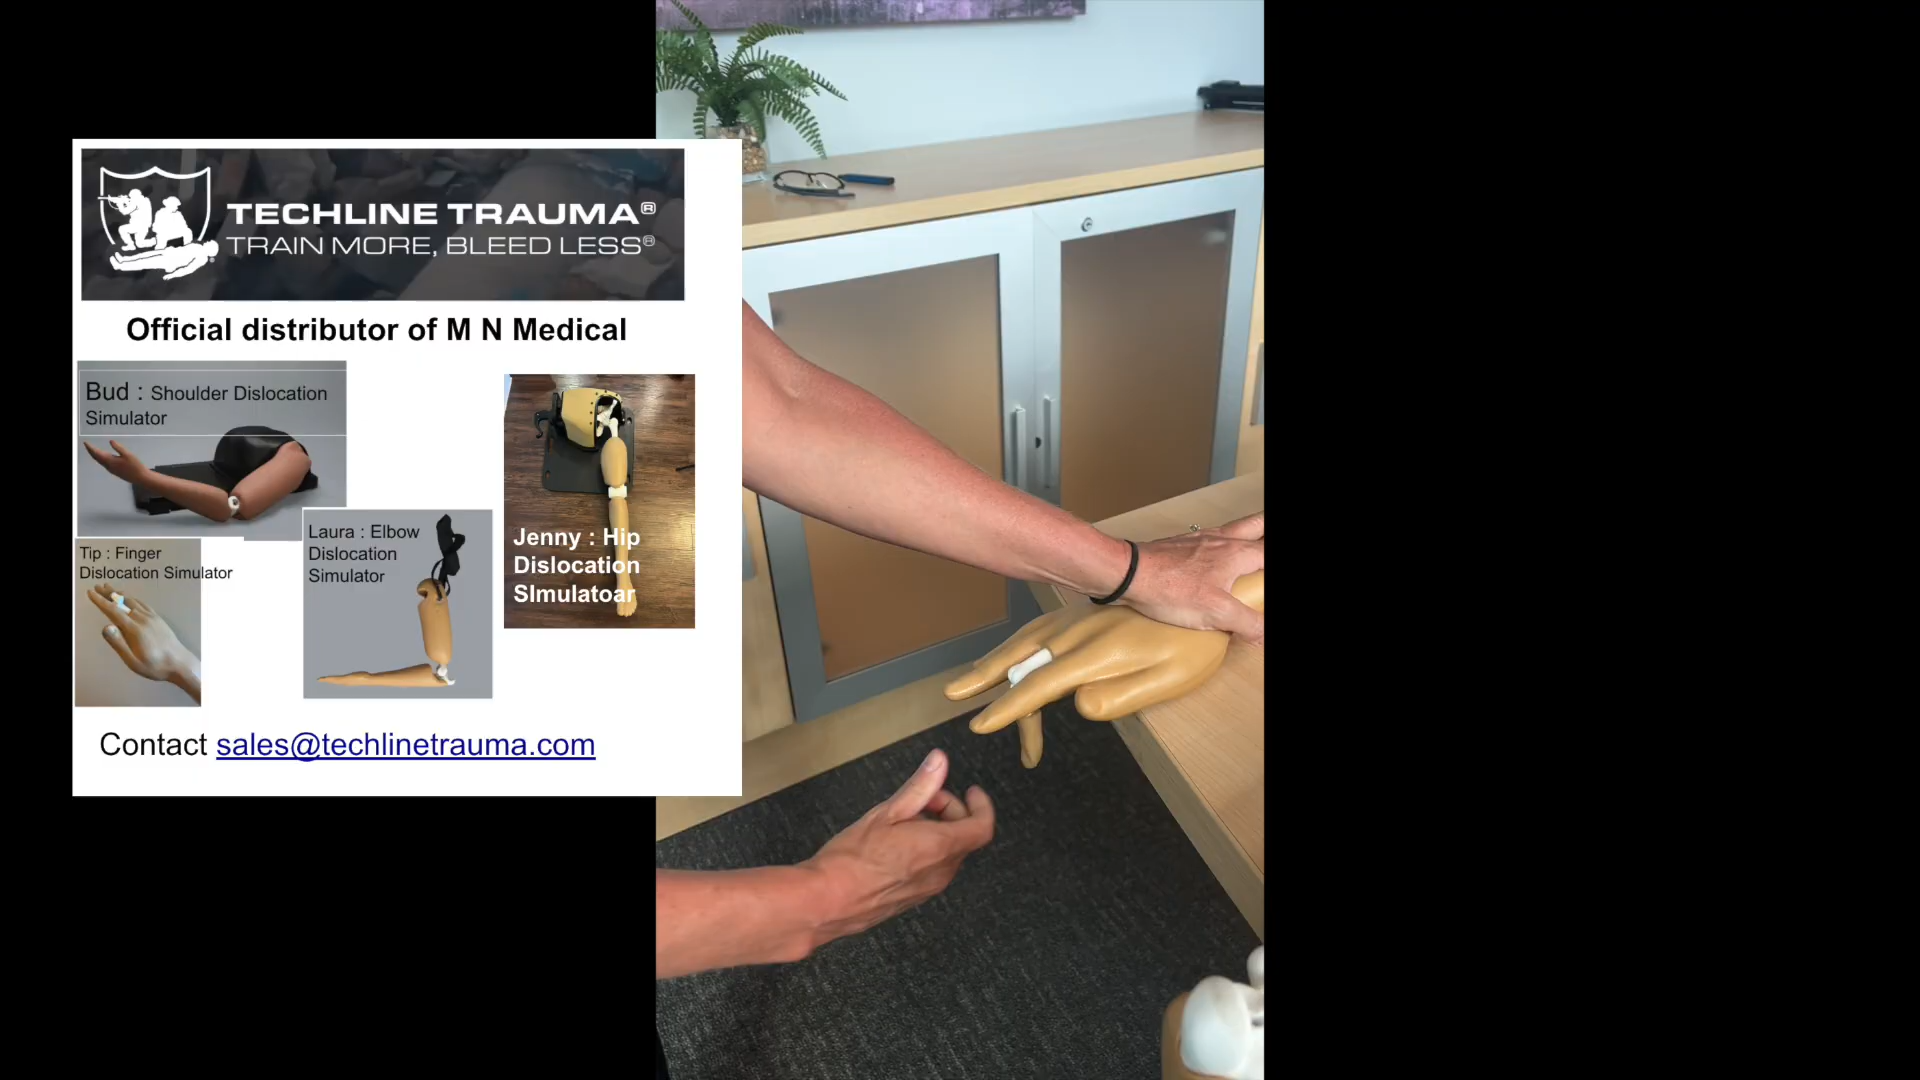 TECHLINE TRAUMA®
TRAIN MORE, BLEED LESS®
Official distributor of M N Medical
Bud : Shoulder Dislocation
Simulator
Jenny : Hip
Dislocation
SImulatoar
Laura : Elbow
Dislocation
Simulator
Tip : Finger
Dislocation Simulator
Contact sales@techlinetrauma.com